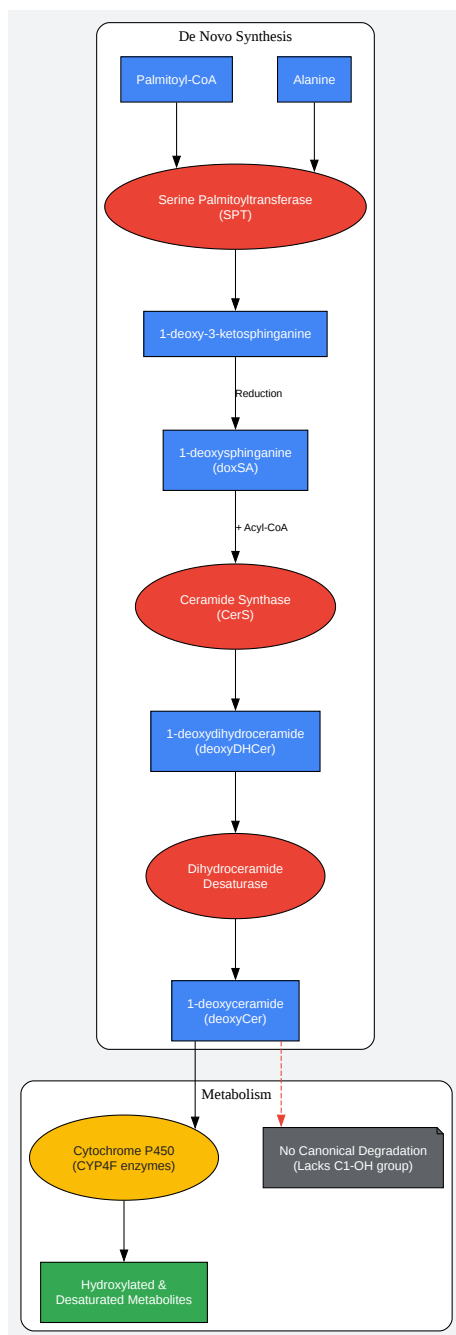 De Novo Synthesis
Palmitoyl-CoA
Alanine
Serine Palmitoyltransferase
(SPT)
1-deoxy-3-ketosphinganine
Reduction
1-deoxysphinganine
(doxSA)
+ Acyl-CoA
Ceramide Synthase
(CerS)
1-deoxydihydroceramide
(deoxyDHCer)
Dihydroceramide
Desaturase
1-deoxyceramide
(deoxyCer)
Metabolism
Cytochrome P450
(CYP4F enzymes)
No Canonical Degradation
(Lacks C1-OH group)
Hydroxylated &
Desaturated Metabolites